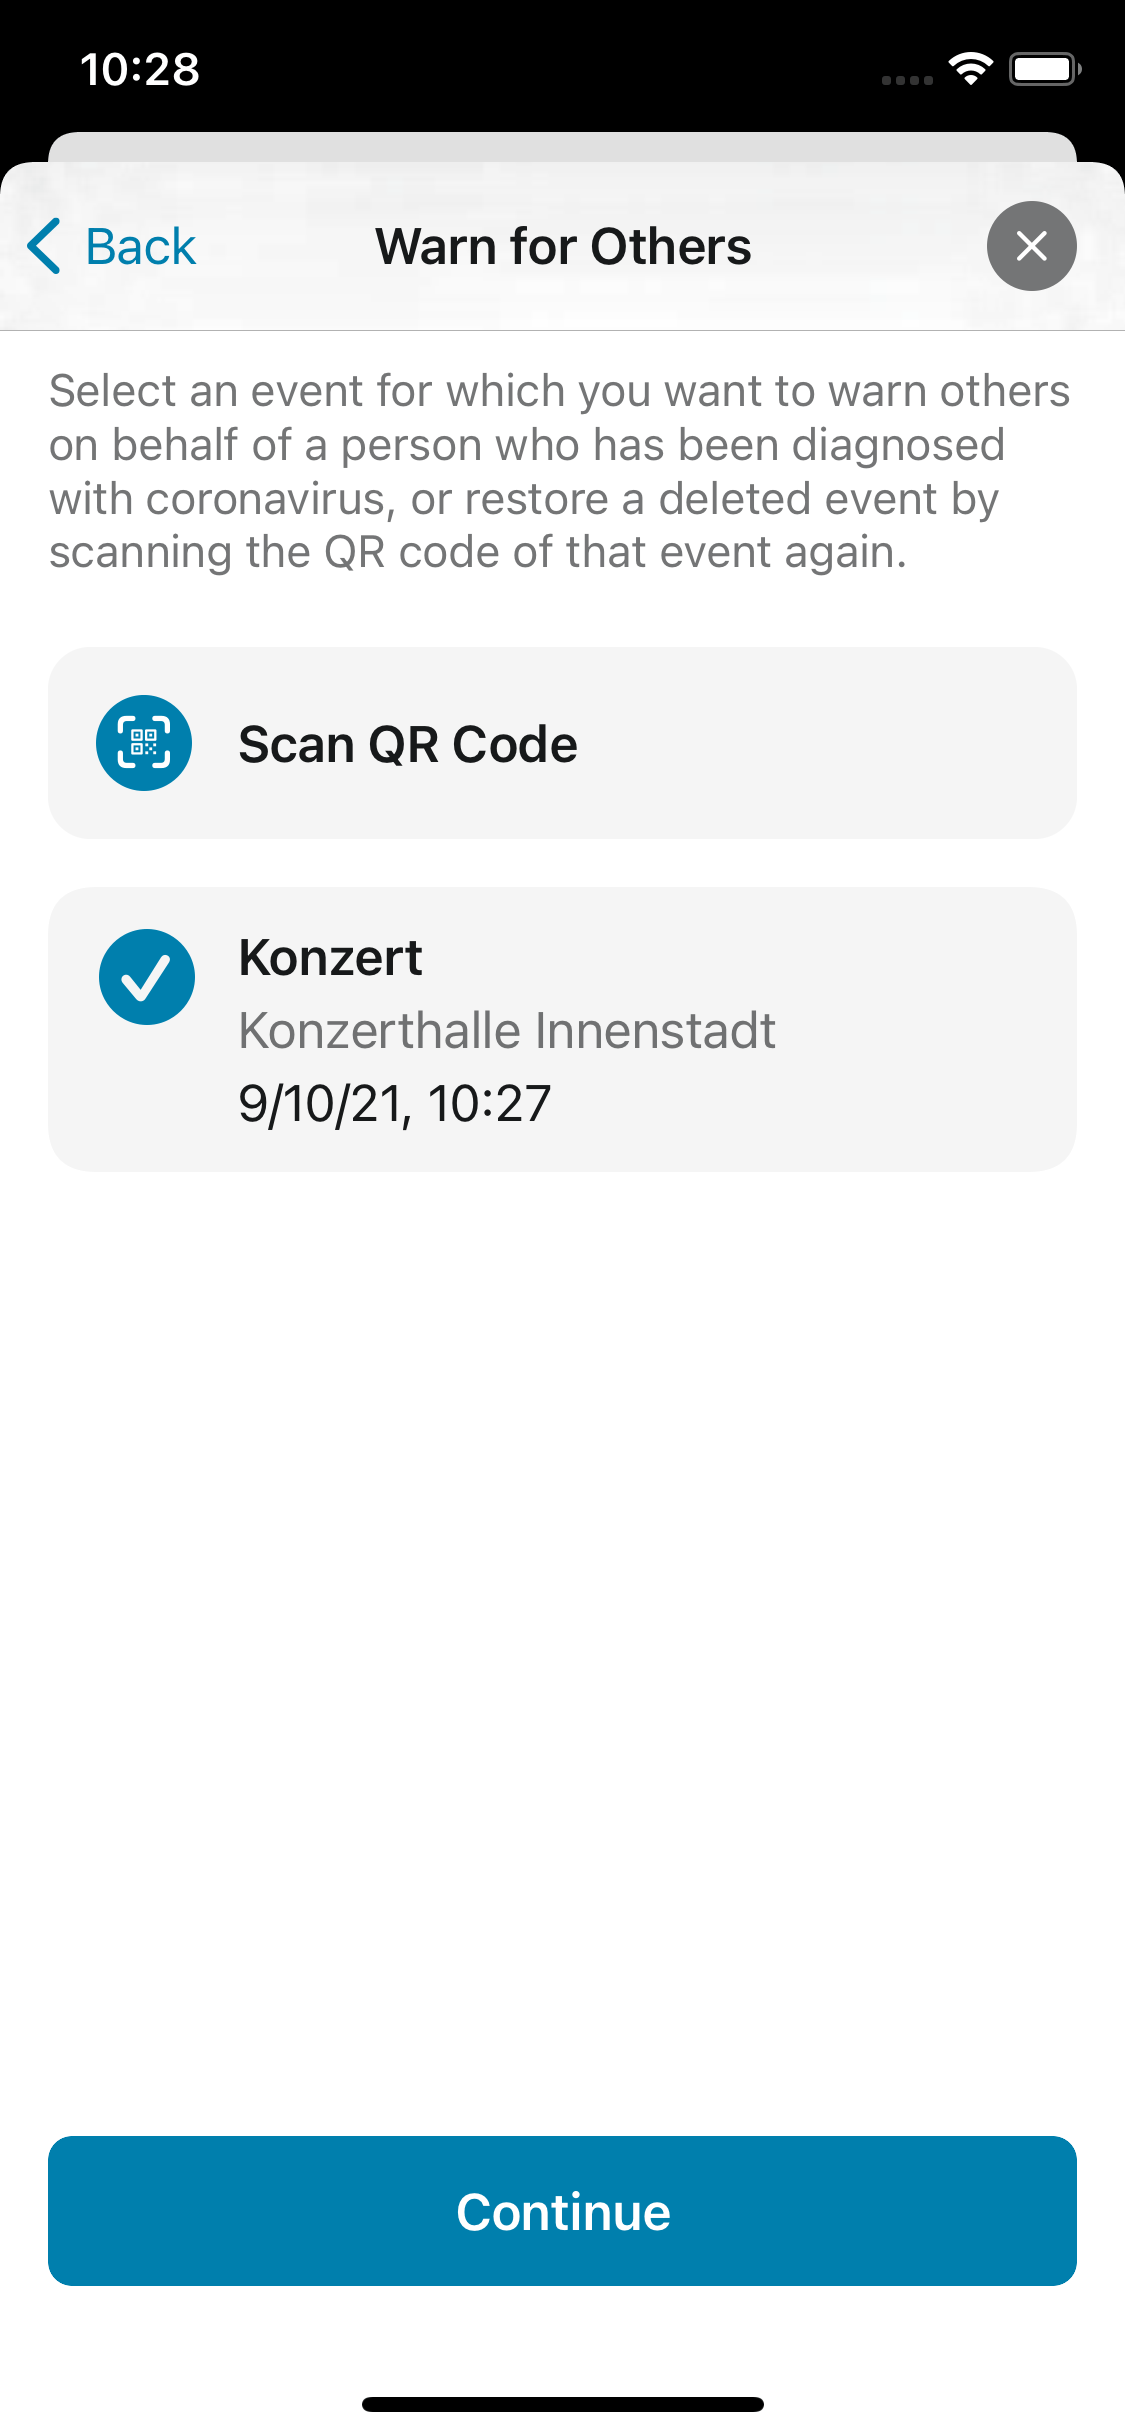 10:28
Back
Warn for Others
Select an event for which you want to warn others
on behalf of a person who has been diagnosed
with coronavirus, or restore a deleted event by
scanning the QR code of that event again.
Scan QR Code
Konzert
Konzerthalle Innenstadt
9/10/21, 10:27
Continue